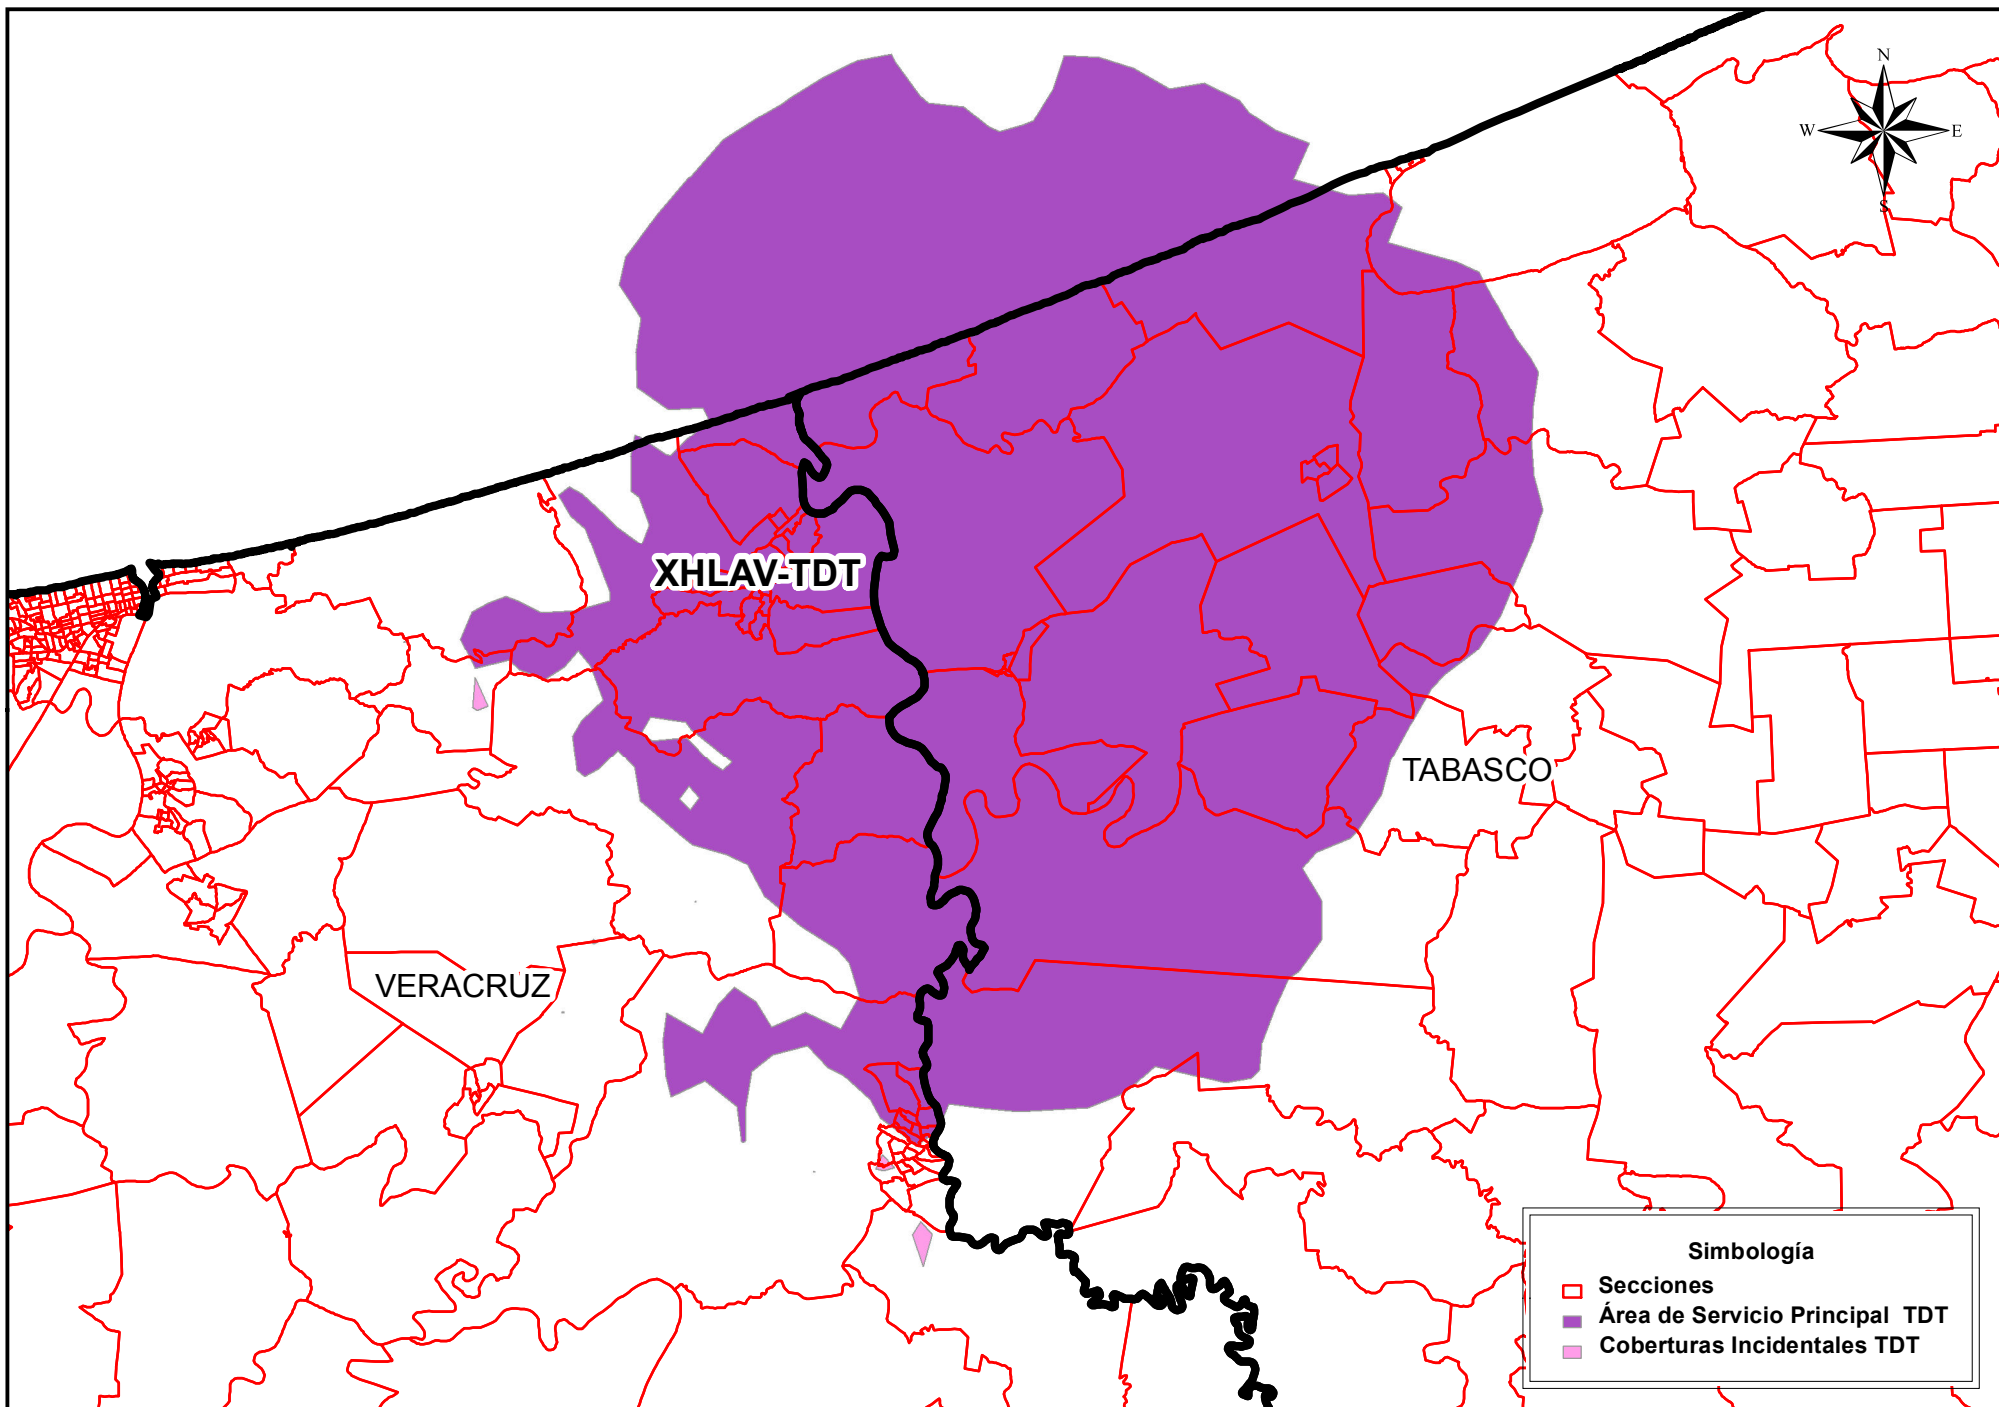 N
W E
S
XHLAV-TDT
TABASCO
VERACRUZ
Simbología
Secciones
Área de Servicio Principal TDT
Coberturas Incidentales TDT